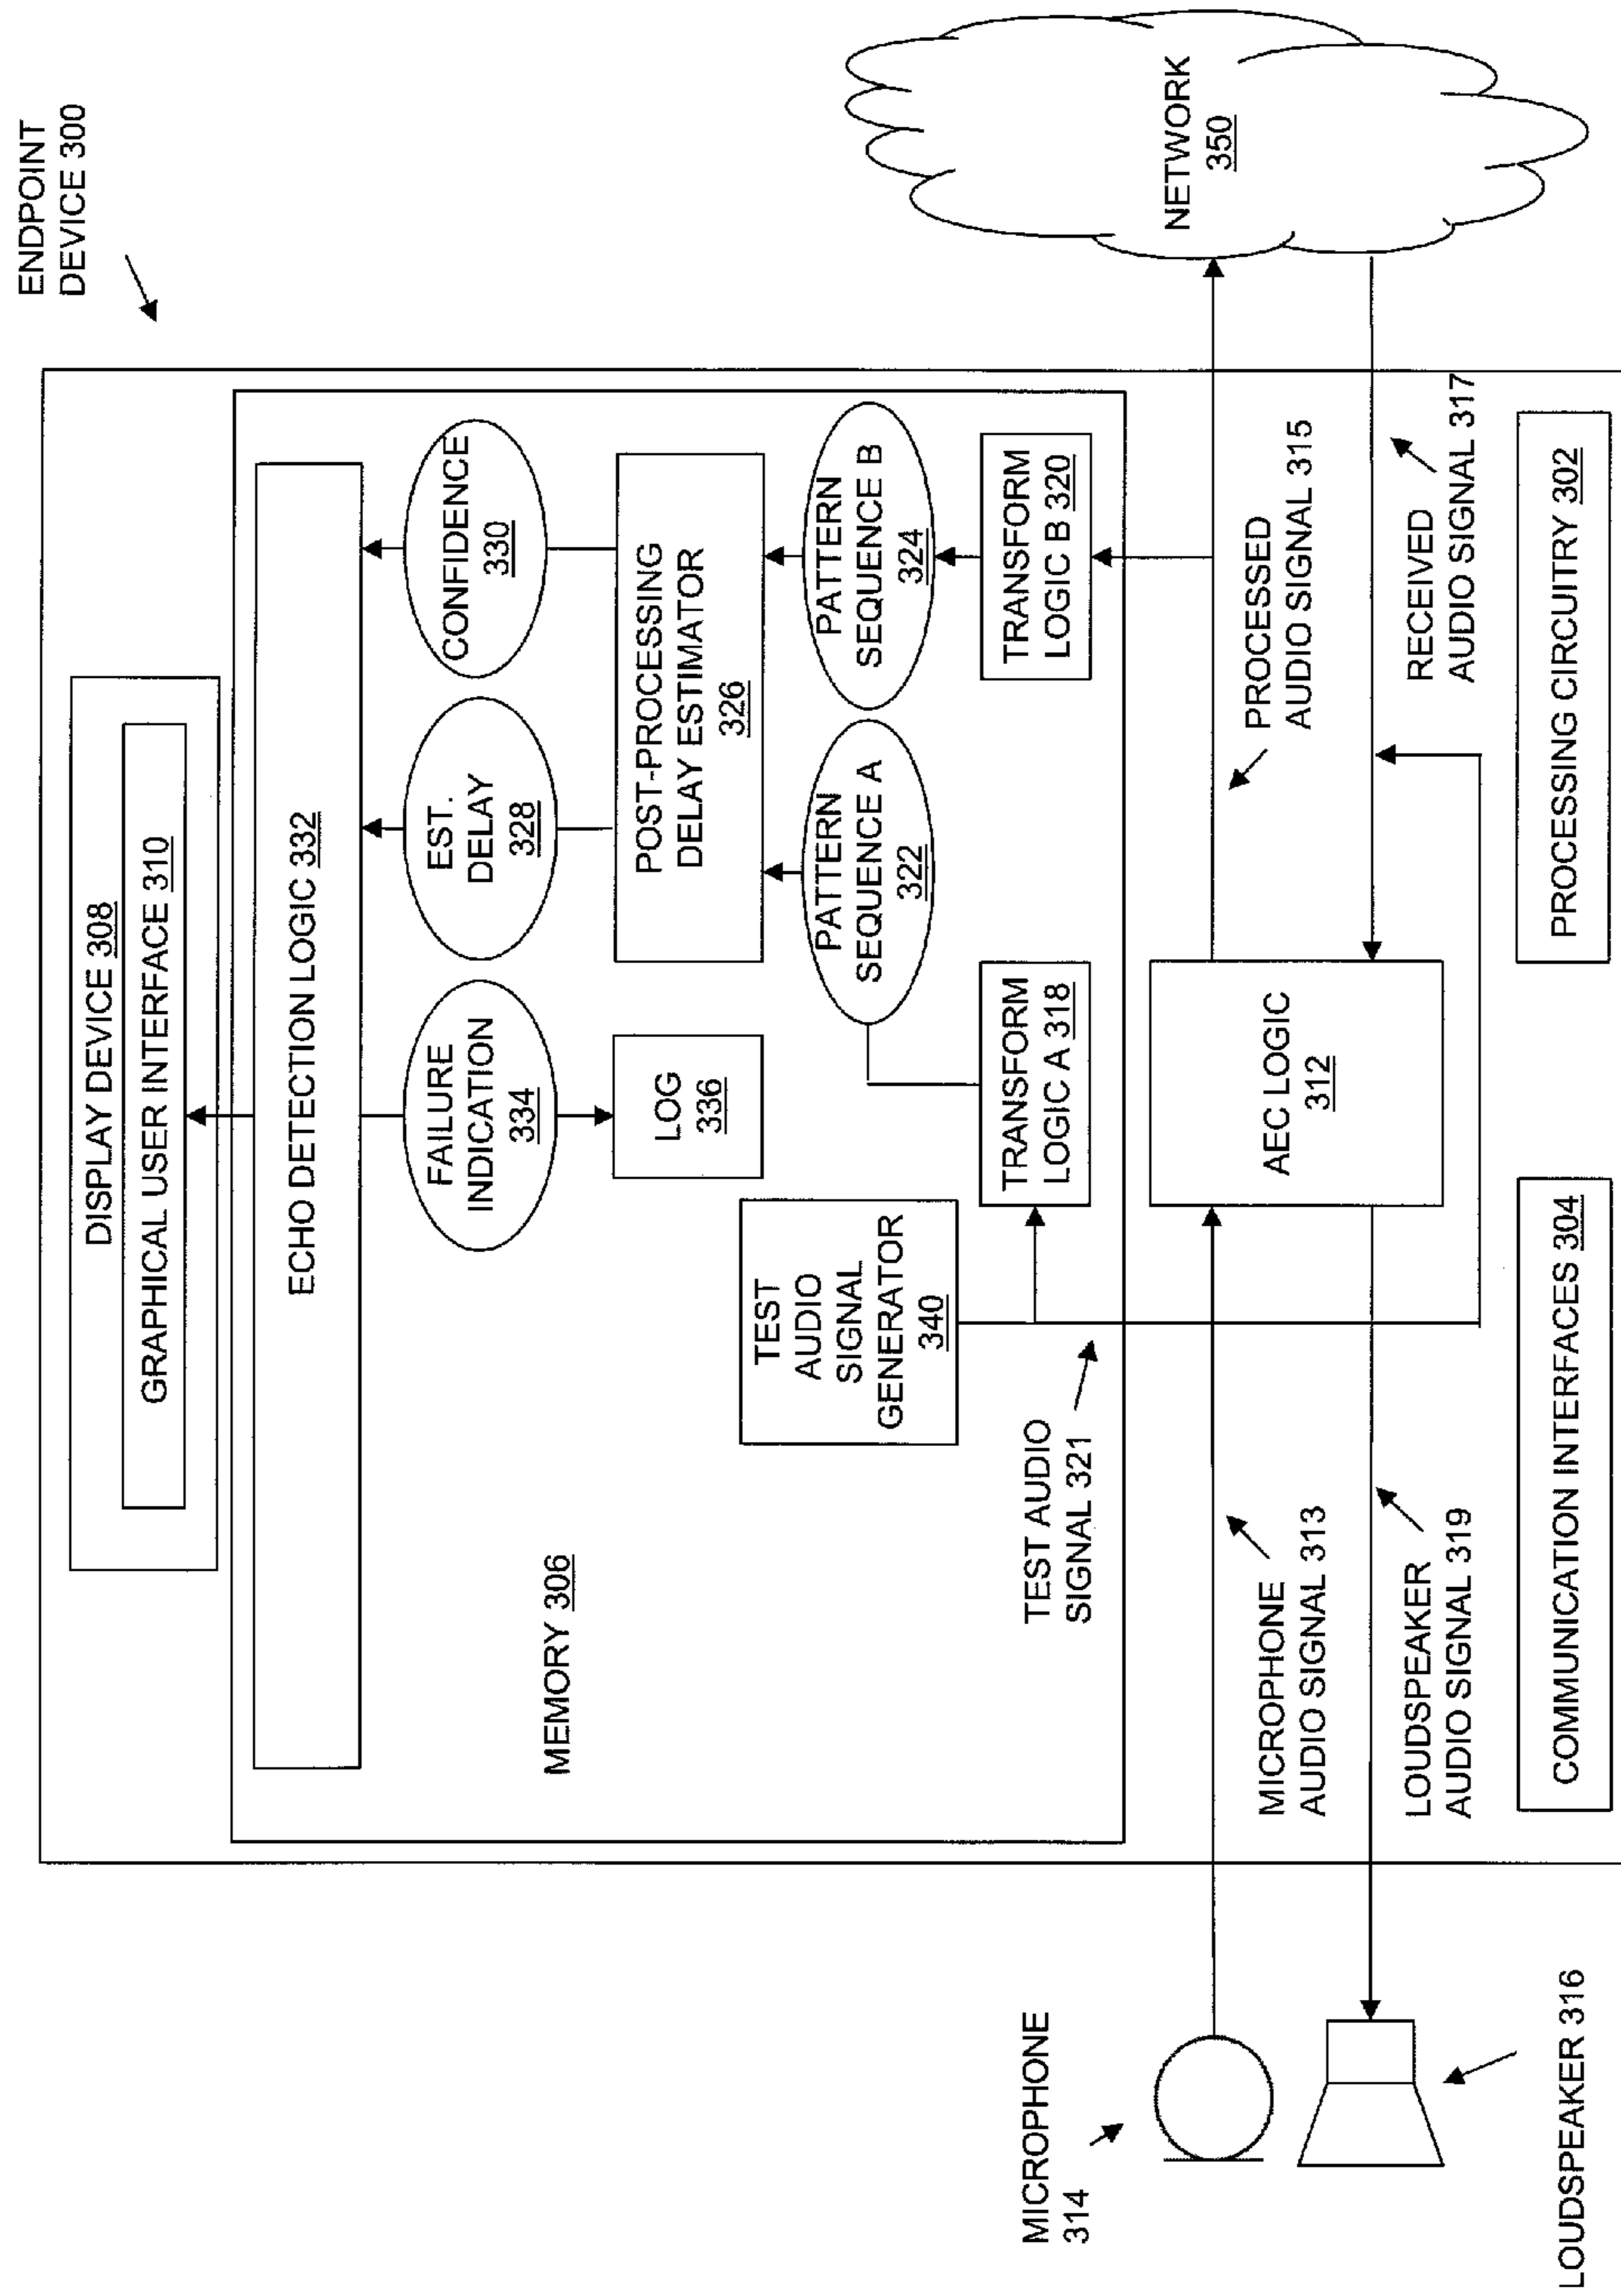 ENDPOINT
DEVICE 300
DISPLAY DEVICE 308
GRAPHICAL USER INTERFACE 310
ECHO DETECTION LOGIC 332
FAILURE
INDICATION
334
EST.
DELAY
328
CONFIDENCE
330
MEMORY 306
LOG
336
POST-PROCESSING
DELAY ESTIMATOR
326
TEST
AUDIO
SIGNAL
GENERATOR
340
PATTERN
SEQUENCE A
322
PATTERN
SEQUENCE B
324
TRANSFORM
LOGIC A 318
TRANSFORM
LOGIC B 320
TEST AUDIO
SIGNAL 321
MICROPHONE
314
MICROPHONE
AUDIO SIGNAL 313
AEC LOGIC
312
PROCESSED
AUDIO SIGNAL 315
NETWORK
350
LOUDSPEAKER
AUDIO SIGNAL 319
RECEIVED
AUDIO SIGNAL 317
COMMUNICATION INTERFACES 304
PROCESSING CIRCUITRY 302
LOUDSPEAKER 316